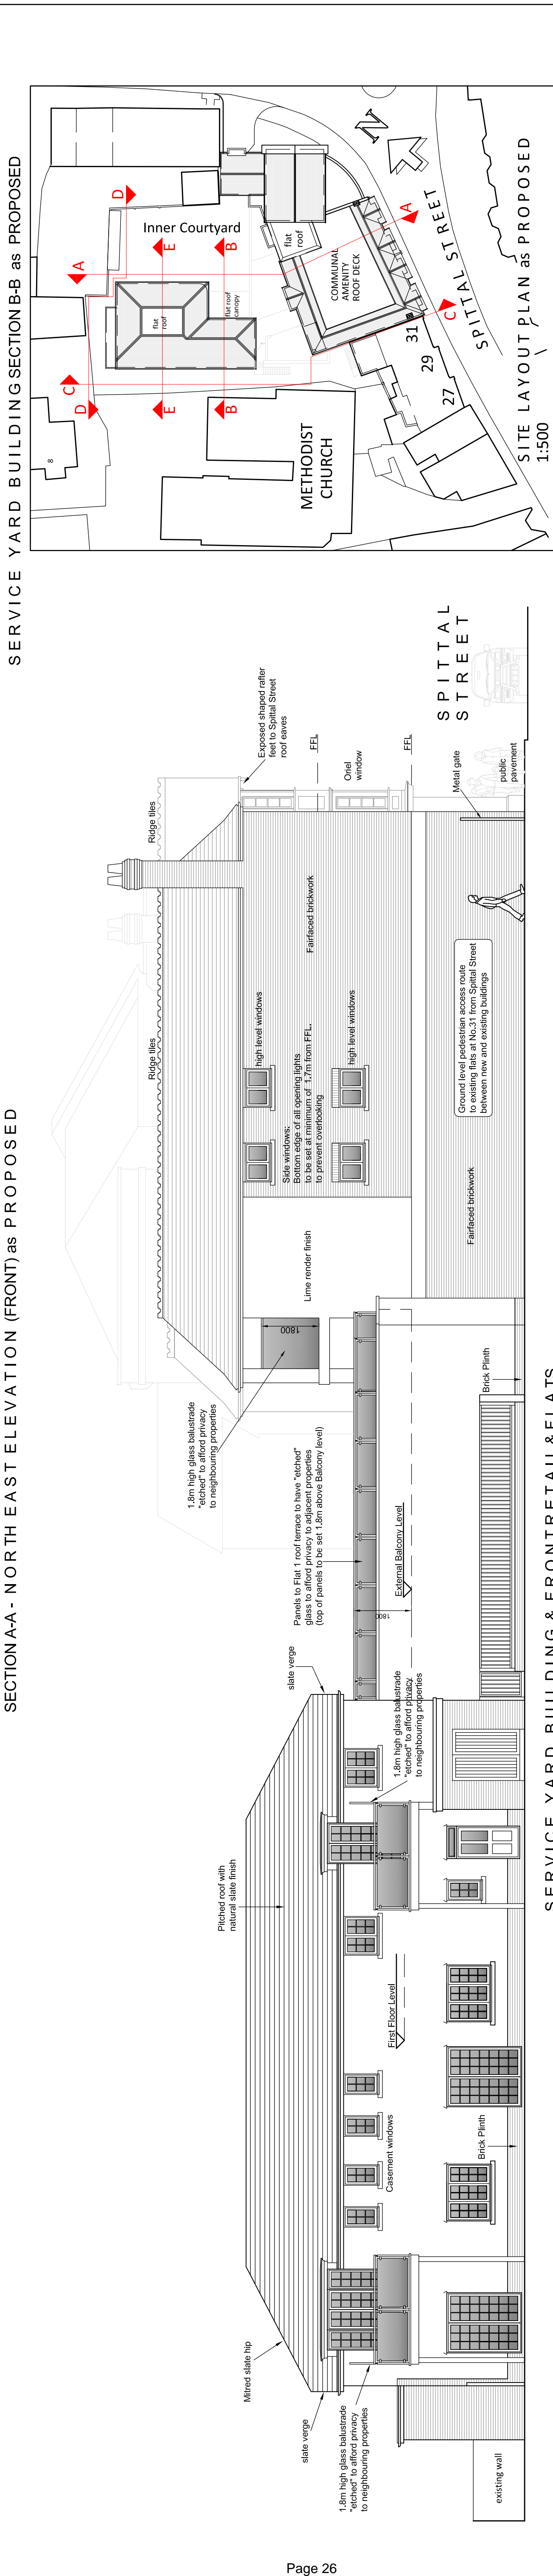 SERVICE YARD BUILDING SECTION B-B as PROPOSED
SECTION A-A - NORTH EAST ELEVATION (FRONT) as PROPOSED
Mitred slate hip
slate verge
1.8m high glass balustrade
"etched" to afford privacy
to neighbouring properties
existing wall
Pitched roof with
natural slate finish
slate verge
Casement windows
First Floor Level
Brick Plinth
1.8m high glass balustrade
"etched" to afford privacy
to neighbouring properties
1.8m high glass balustrade
"etched" to afford privacy
to neighbouring properties
Panels to Flat 1 roof terrace to have "etched"
glass to afford privacy to adjacent properties
(top of panels to be set 1.8m above Balcony level)
1800
External Balcony Level
Brick Plinth
1800
Lime render finish
Ridge tiles
Ridge tiles
high level windows
Side windows:
Bottom edge of all opening lights
to be set at minimum of 1.7m from FFL.
to prevent overlooking
high level windows
Fairfaced brickwork
Fairfaced brickwork
Ground level pedestrian access route
to existing flats at No.31 from Spittal Street
between new and existing buildings
Exposed shaped rafter
feet to Spittal Street
roof eaves
FFL
Oriel
window
FFL
Metal gate
public
pavement
SPITTAL
STREET
8
METHODIST
CHURCH
flat
roof
flat roof
canopy
Inner Courtyard
flat
roof
COMMUNAL
AMENITY
ROOF DECK
A
A
B
B
C
C
D
D
E
E
N
27
29
31
SPITTAL STREET
SITE LAYOUT PLAN as PROPOSED
1:500
SERVICE YARD BUILDING & FRONT RETAIL & FLATS
Page 26